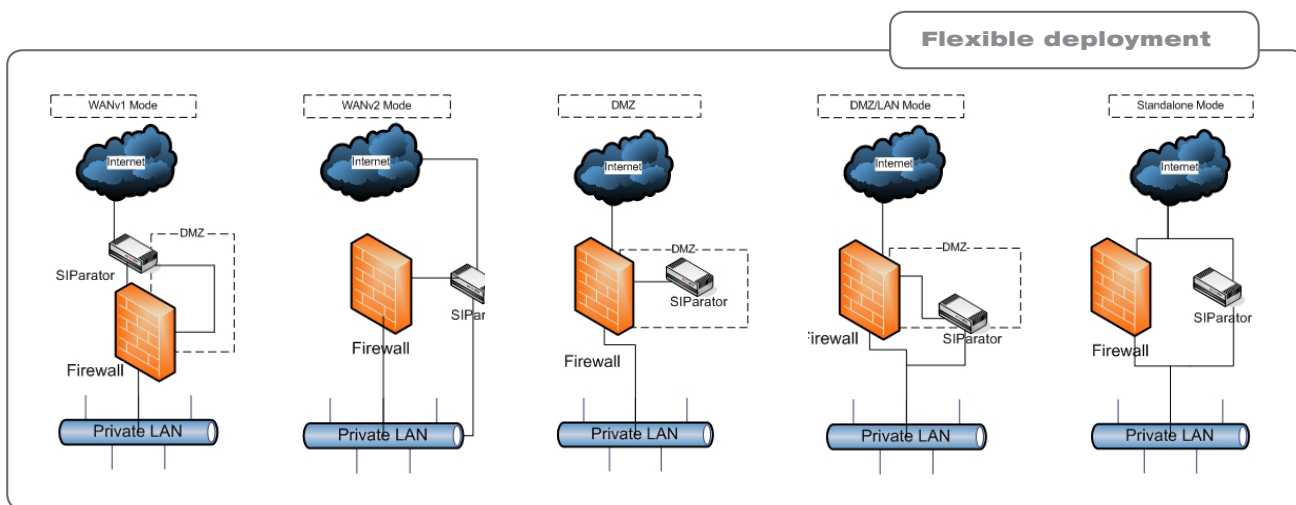 Flexible deployment
WANv1 Mode
Internet
DMZ
SIParator
Firewall
Private LAN
WANv2 Mode
Internet
SIPar
Firewall
Private LAN
DMZ
Internet
DMZ
SIParator
Firewall
Private LAN
DMZ/LAN Mode
Internet
DMZ
SIParator
irewall
Private LAN
Standalone Mode
Internet
SIParator
Firewall
Private LAN